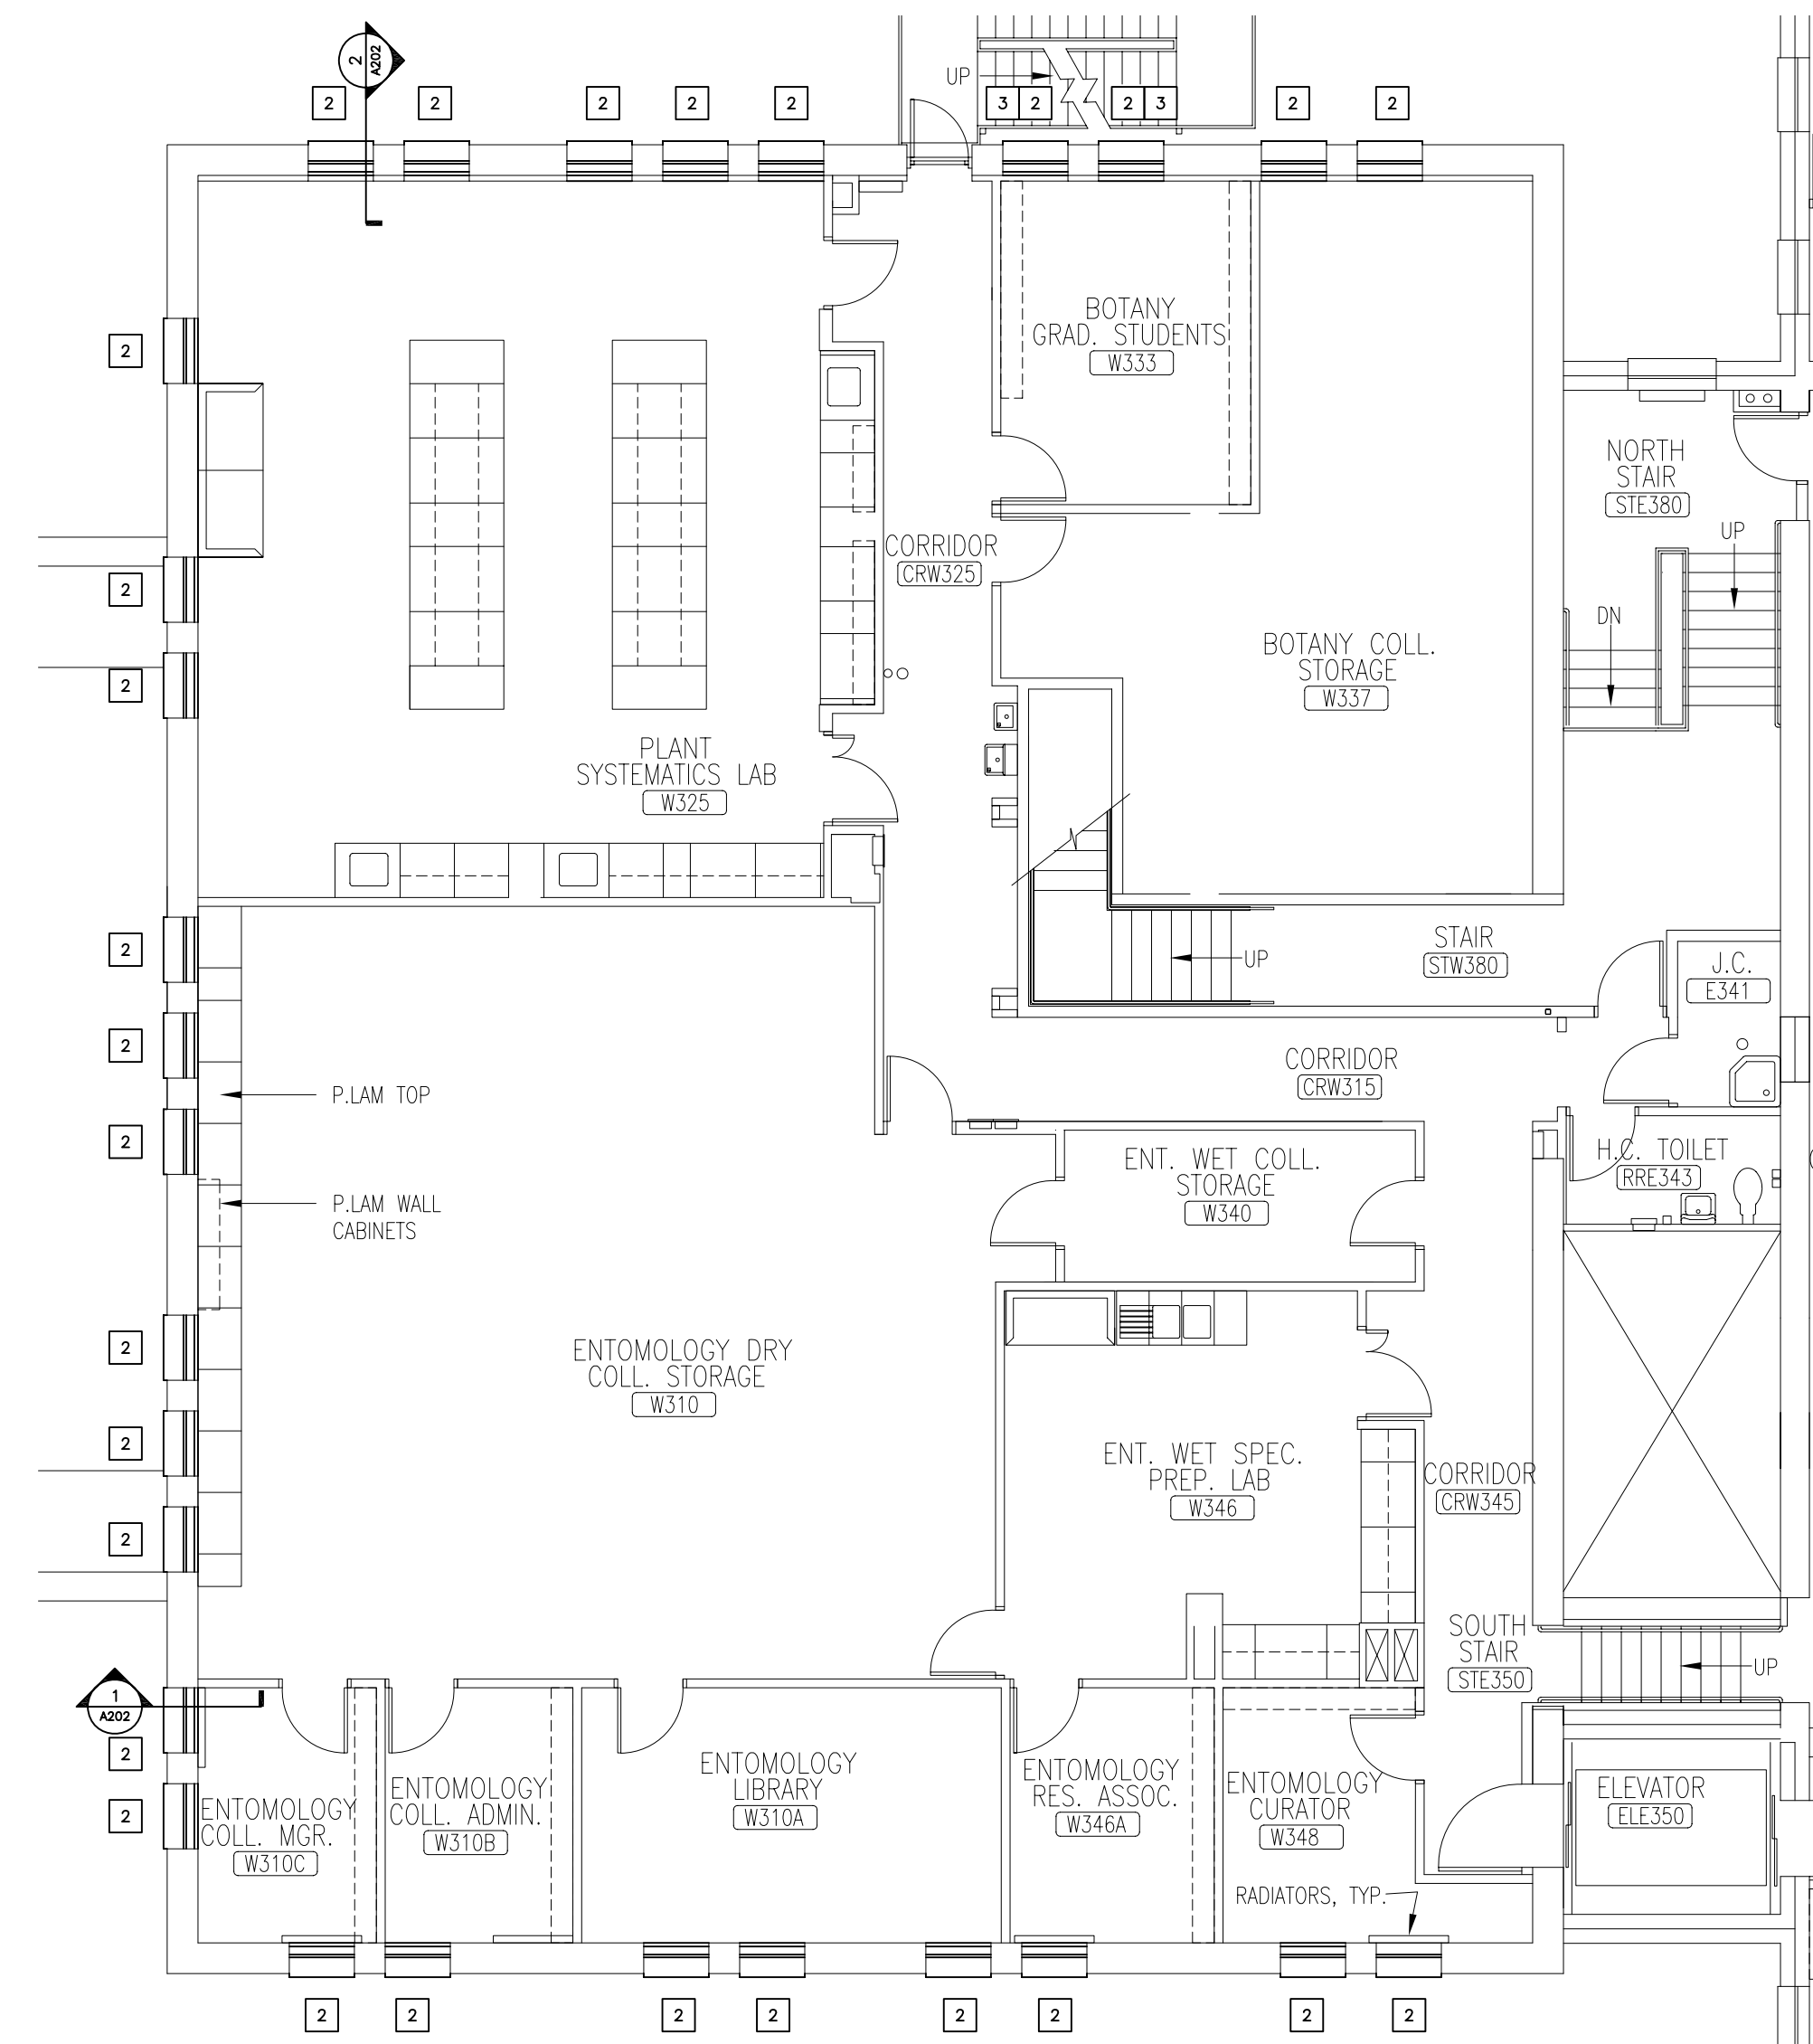 2
A202
UP
2
2
2
2
2
3
2
2
3
2
2
2
BOTANY
GRAD. STUDENTS
W333
NORTH
STAIR
STE380
UP
CORRIDOR
CRW325
2
DN
BOTANY COLL.
STORAGE
W337
2
PLANT
SYSTEMATICS LAB
W325
2
STAIR
STW380
UP
J.C.
E341
2
CORRIDOR
CRW315
P.LAM TOP
2
ENT. WET COLL.
STORAGE
W340
H.C. TOILET
RRE343
P.LAM WALL
CABINETS
2
ENTOMOLOGY DRY
COLL. STORAGE
W310
2
ENT. WET SPEC.
PREP. LAB
W346
CORRIDOR
CRW345
2
SOUTH
STAIR
STE350
UP
1
A202
2
ENTOMOLOGY
LIBRARY
W310A
ENTOMOLOGY
RES. ASSOC.
W346A
ENTOMOLOGY
CURATOR
W348
ELEVATOR
ELE350
2
ENTOMOLOGY
COLL. MGR.
W310C
ENTOMOLOGY
COLL. ADMIN.
W310B
RADIATORS, TYP.
2
2
2
2
2
2
2
2